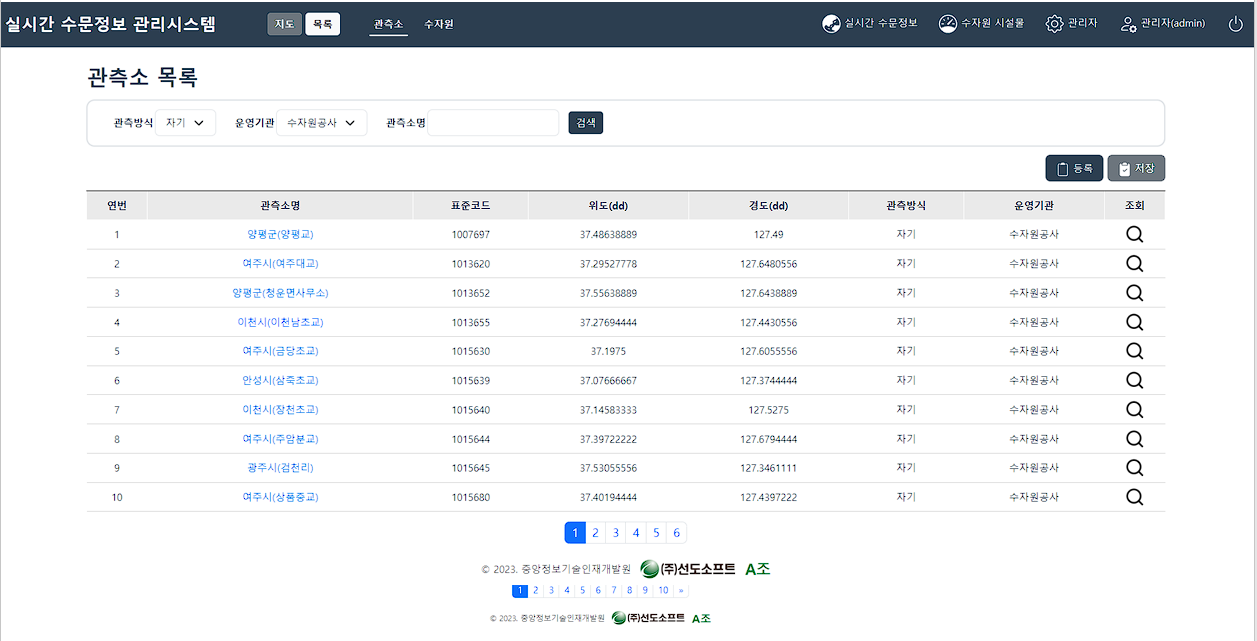 실시간 수문정보 관리시스템 지도 목록 관측소 수자원 실시간 수문정보 수자원 시설물 관리자 관리자(admin)
관측소 목록
관측방식 자기 운영기관 수자원공사 관측소명 검색
등록 저장
연번 관측소명 표준코드 위도(dd) 경도(dd) 관측방식 운영기관 조회
1 양평군(양평교) 1007697 37.48638889 127.49 자기 수자원공사
2 여주시(여주대교) 1013620 37.29527778 127.6480556 자기 수자원공사
3 양평군(청운면사무소) 1013652 37.55638889 127.6438889 자기 수자원공사
4 이천시(이천남초교) 1013655 37.27694444 127.4430556 자기 수자원공사
5 여주시(금당초교) 1015630 37.1975 127.6055556 자기 수자원공사
6 안성시(삼죽초교) 1015639 37.07666667 127.3744444 자기 수자원공사
7 이천시(장천초교) 1015640 37.14583333 127.5275 자기 수자원공사
8 여주시(주암분교) 1015644 37.39722222 127.6794444 자기 수자원공사
9 광주시(검천리) 1015645 37.53055556 127.3461111 자기 수자원공사
10 여주시(상품중교) 1015680 37.40194444 127.4397222 자기 수자원공사
1 2 3 4 5 6
© 2023. 중앙정보기술인재개발원 (주)선도소프트 A조
1 2 3 4 5 6 7 8 9 10 »
© 2023. 중앙정보기술인재개발원 (주)선도소프트 A조